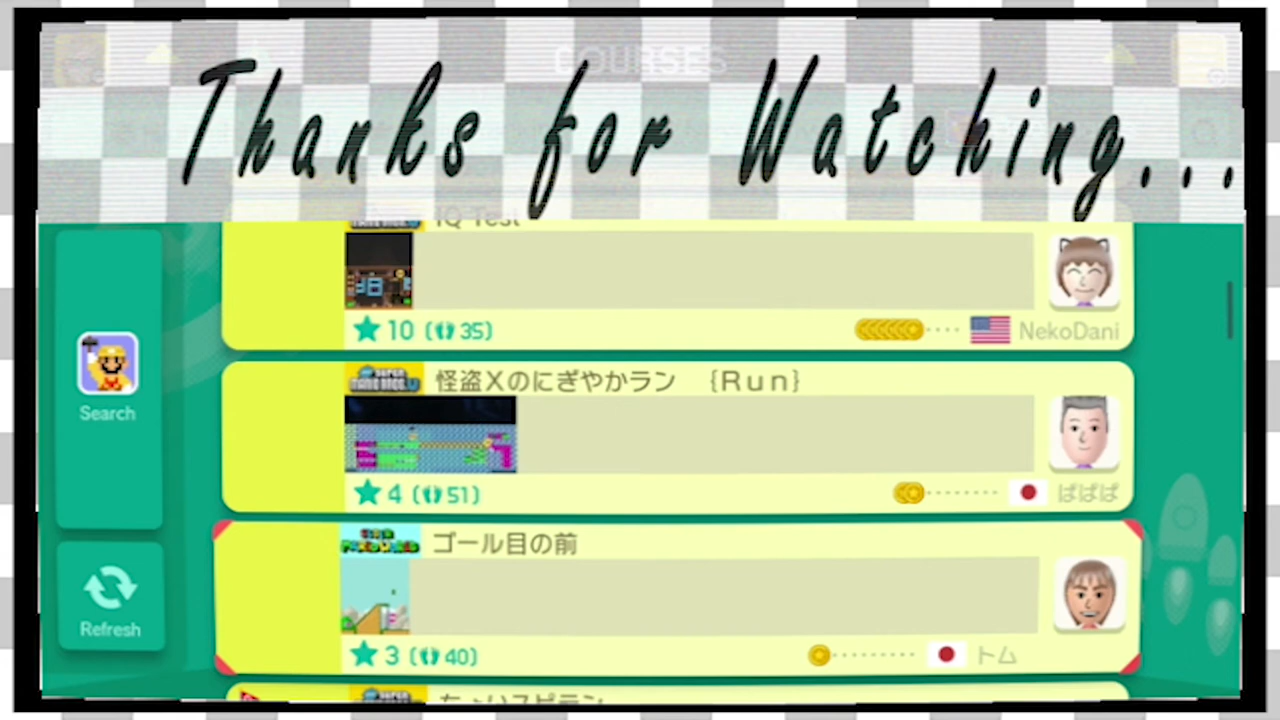 COURSES
Thanks for Watching...
IQ Test
10 (35)
NekoDani
怪盗Xのにぎやかラン {Run}
4 (51)
ぱぱぱ
Search
ゴール目の前
3 (40)
トム
Refresh